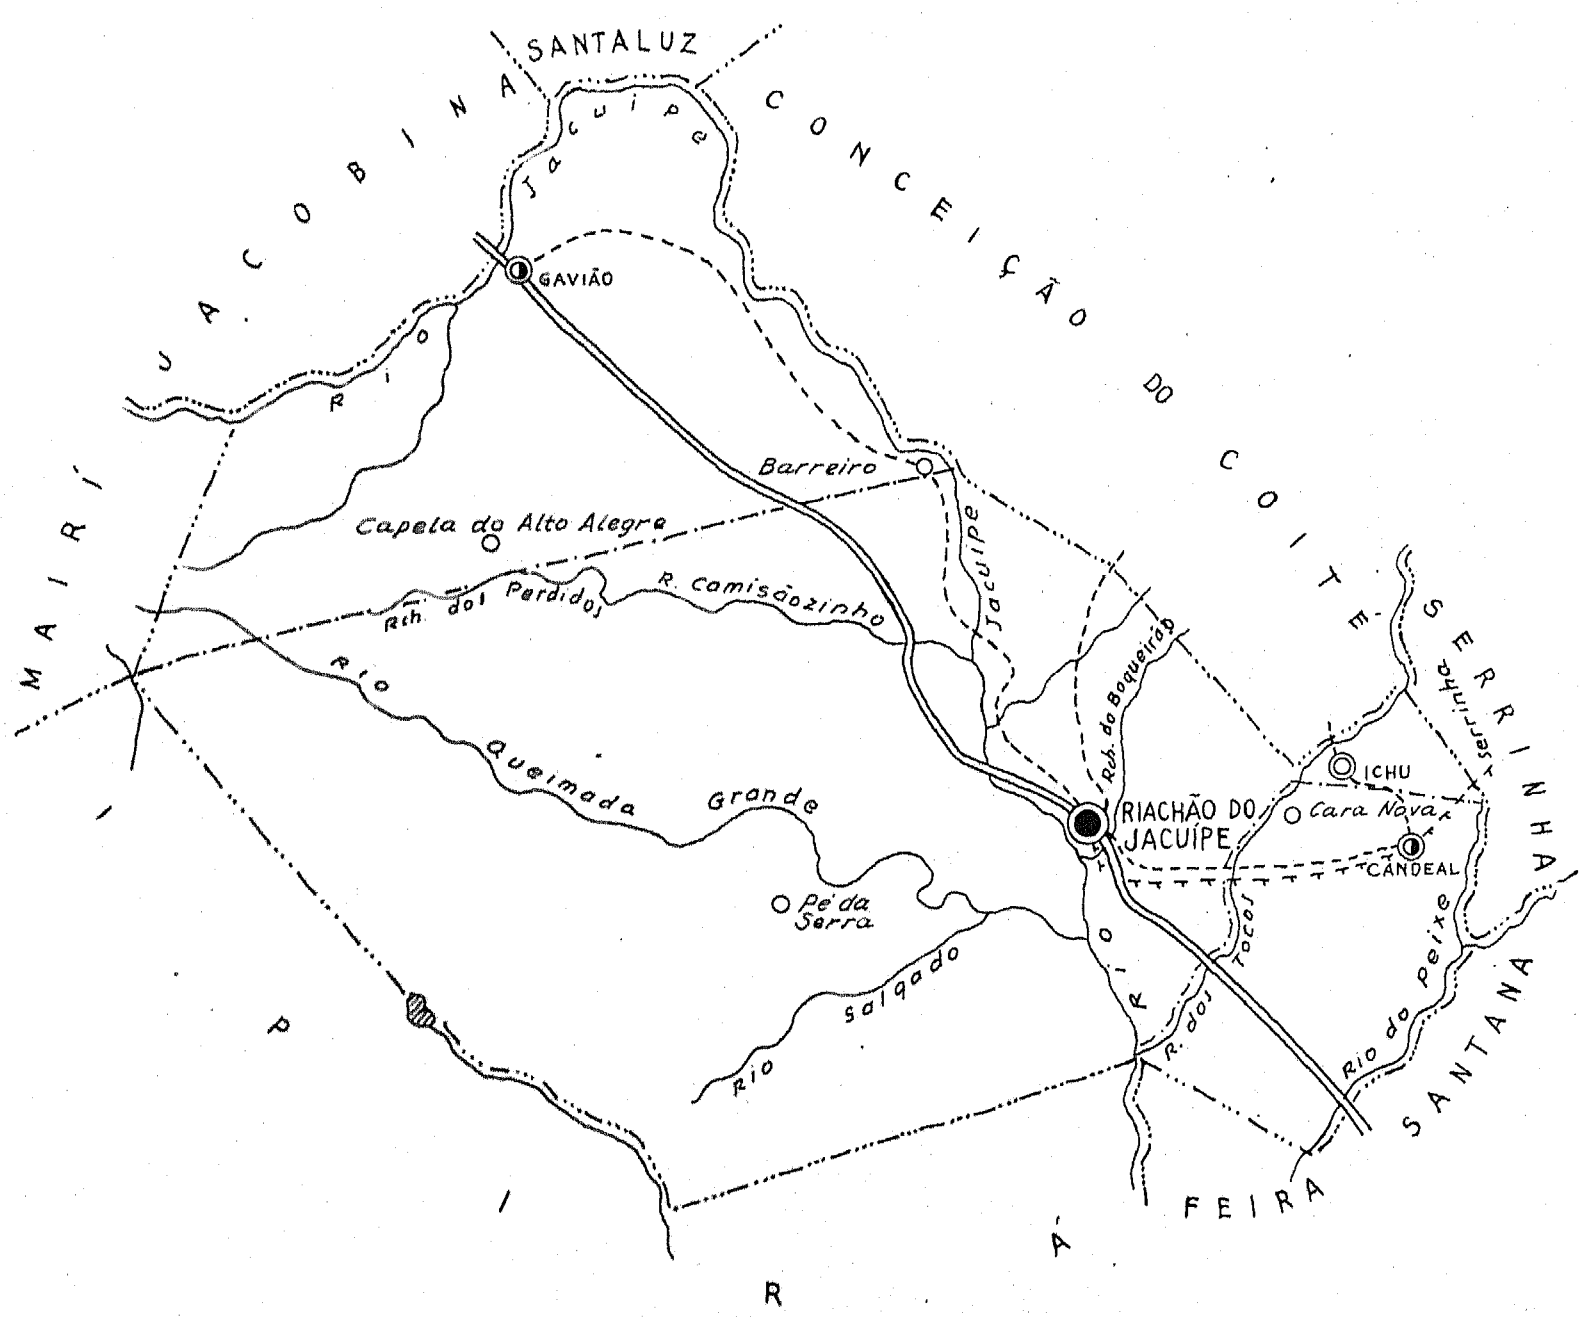 SANTALUZ
JACOBINA
CONCEIÇÃO DO COITÉ
Rio Jacuipe
GAVIÃO
MAIRÍ
Barreiro
Capela do Alto Alegre
Rch. dos Perdidos
R. Camisãozinho
JACUIPE
Rch. do Boqueirão
SERRINHA
Serrinha
Rio Queimada Grande
ICHU
RIACHÃO DO
JACUÍPE
Cara Nova
CANDEAL
Pé da
Serra
Rio Salgado
RIO
R. dos Tocos
Rio do Peixe
FEIRA
SANTANA
IPIRÁ